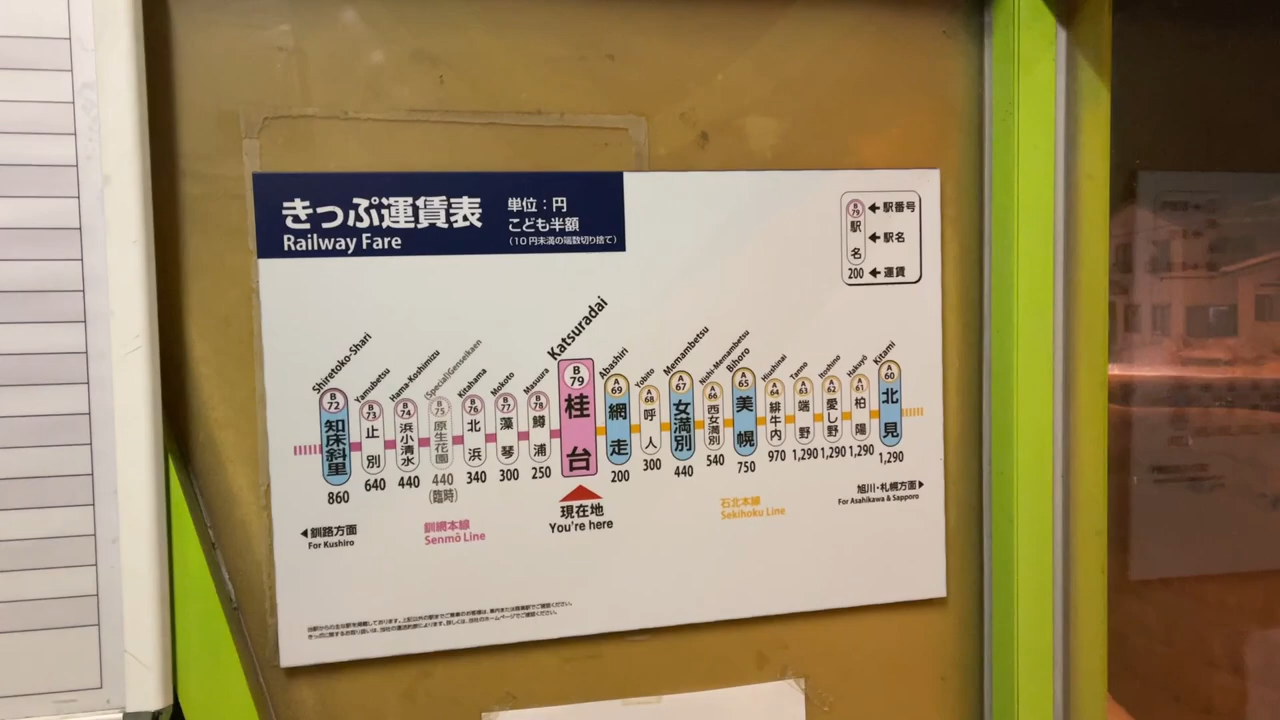 きっぷ運賃表
Railway Fare
単位：円
こども半額
（10円未満の端数切り捨て）
B79 ←駅番号
駅名 ←駅名
200 ←運賃
Shiretoko-Shari B72 知床斜里 860
Yamubetsu B73 止別 640
Hama-Koshimizu B74 浜小清水 440
(Special)Genseikaen B75 原生花園 440 (臨時)
Kitahama B76 北浜 340
Mokoto B77 藻琴 300
Masuura B78 鱒浦 250
Katsuradai B79 桂台
現在地
You're here
Abashiri A69 網走 200
Yobito A68 呼人 300
Memambetsu A67 女満別 440
Nishi-Memambetsu A66 西女満別 540
Bihoro A65 美幌 750
Hiushinai A64 緋牛内 970
Tanno A63 端野 1,290
Itoshino A62 愛し野 1,290
Hakuyō A61 柏陽 1,290
Kitami A60 北見 1,290
◀釧路方面
For Kushiro
釧網本線
Senmō Line
石北本線
Sekihoku Line
旭川・札幌方面▶
For Asahikawa & Sapporo